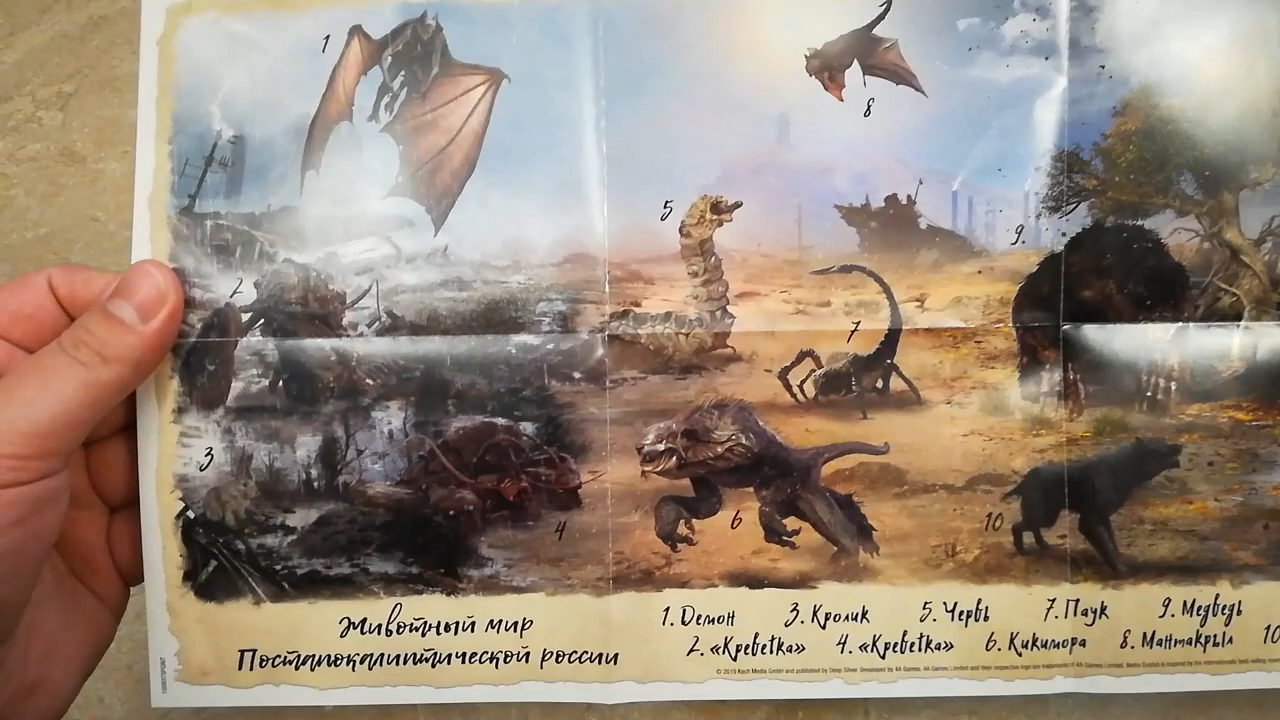 1
8
5
9.
2
7
3
6
4
10
Животный мир
Постапокалиптической россии
1. Демон 3. Кролик 5. Червь 7. Паук 9. Медведь
2. «Креветка» 4. «Креветка» 6. Кикимора 8. Мантакрыл 10